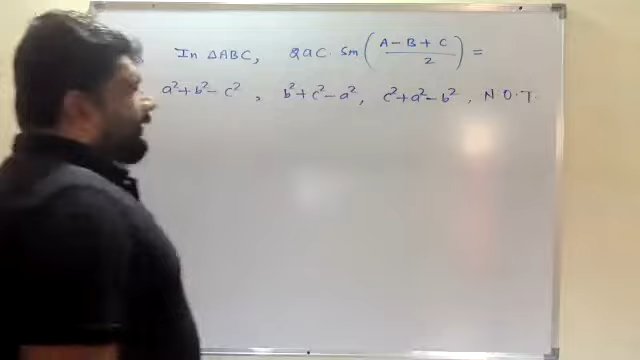 In ΔABC, 2ac sin(A - B + C / 2) =
a² + b² - c², b² + c² - a², c² + a² - b², N.O.T.